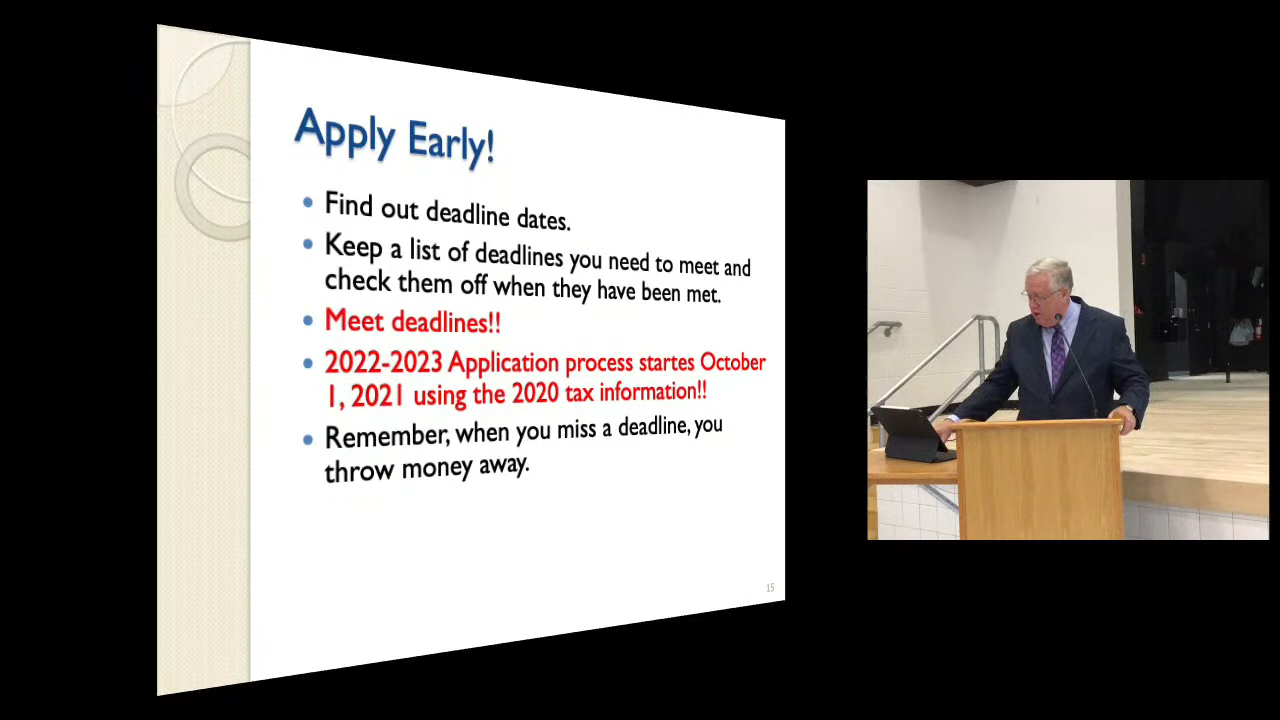 Apply Early!
Find out deadline dates.
Keep a list of deadlines you need to meet and
check them off when they have been met.
Meet deadlines!!
2022-2023 Application process startes October
1, 2021 using the 2020 tax information!!
Remember, when you miss a deadline, you
throw money away.
15